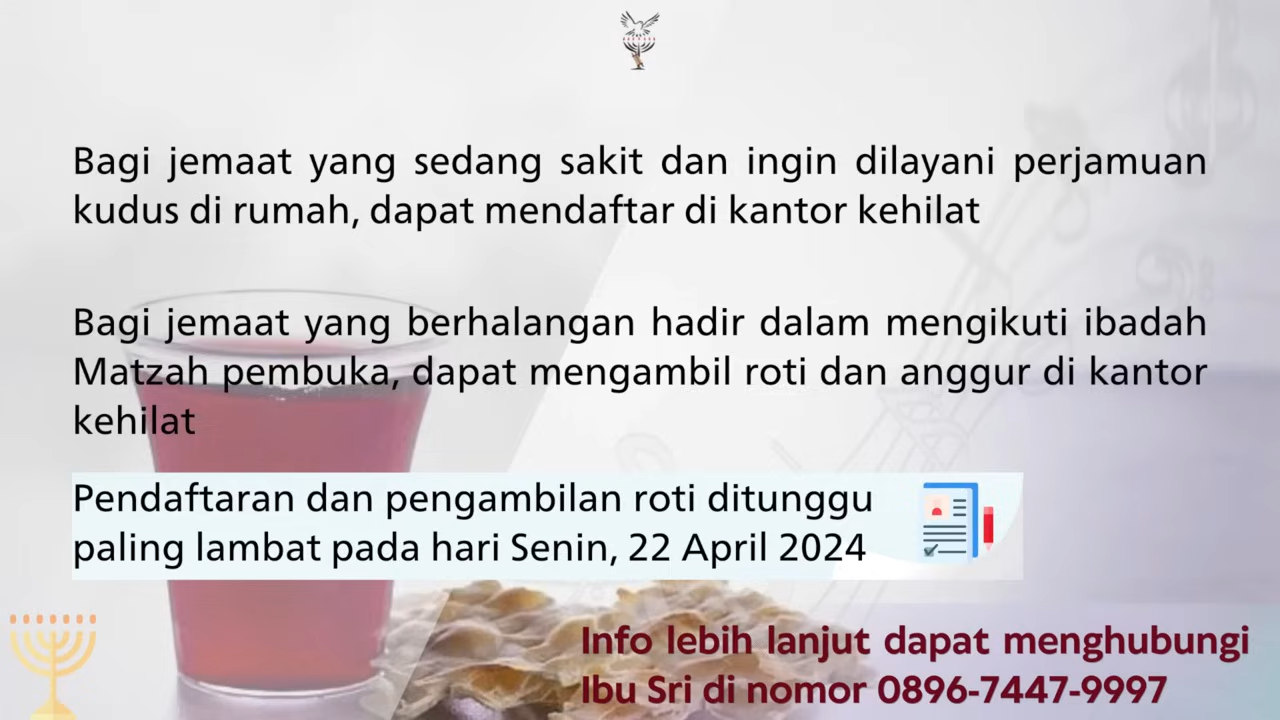 Bagi jemaat yang sedang sakit dan ingin dilayani perjamuan
kudus di rumah, dapat mendaftar di kantor kehilat
Bagi jemaat yang berhalangan hadir dalam mengikuti ibadah
Matzah pembuka, dapat mengambil roti dan anggur di kantor
kehilat
Pendaftaran dan pengambilan roti ditunggu
paling lambat pada hari Senin, 22 April 2024
Info lebih lanjut dapat menghubungi
Ibu Sri di nomor 0896-7447-9997